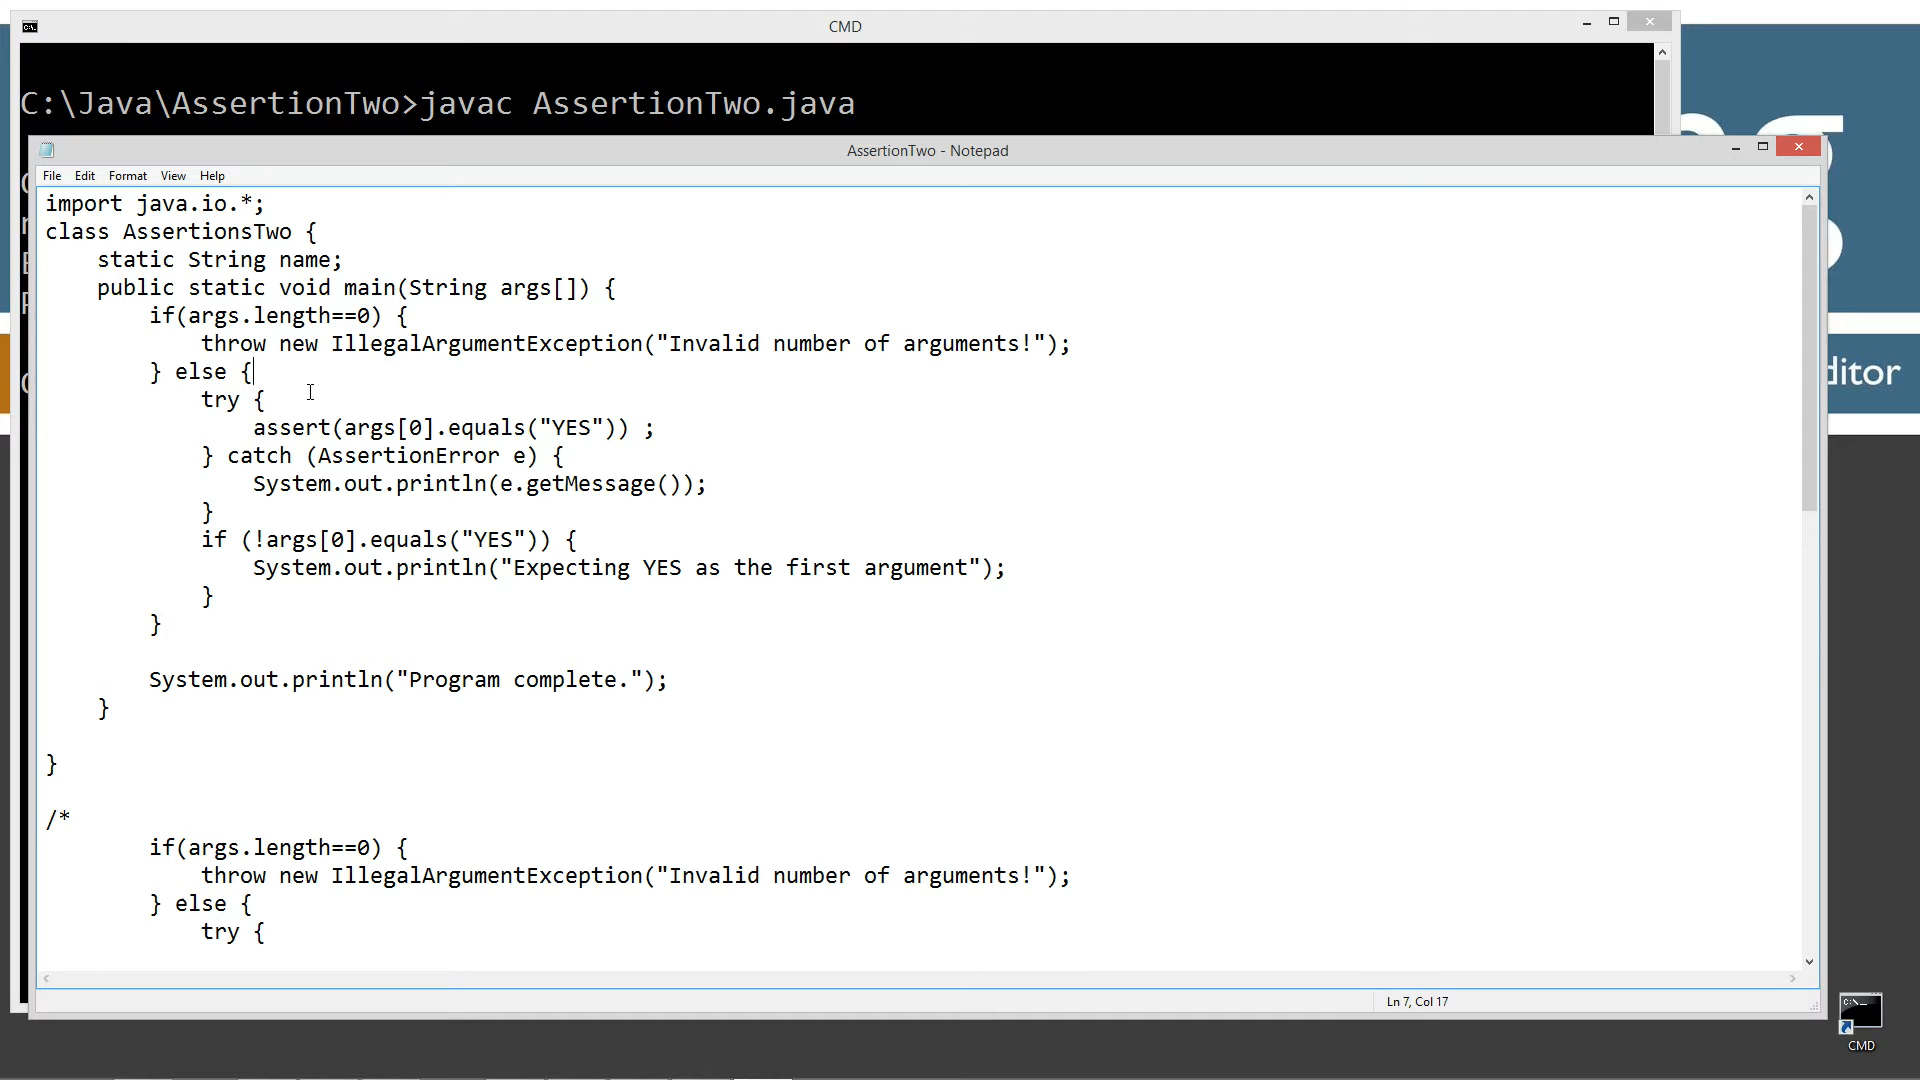 CMD
C:\Java\AssertionTwo>javac AssertionTwo.java
AssertionTwo - Notepad
File Edit Format View Help
import java.io.*;
class AssertionsTwo {
static String name;
public static void main(String args[]) {
if(args.length==0) {
throw new IllegalArgumentException("Invalid number of arguments!");
} else {
try {
assert(args[0].equals("YES")) ;
} catch (AssertionError e) {
System.out.println(e.getMessage());
}
if (!args[0].equals("YES")) {
System.out.println("Expecting YES as the first argument");
}
}
System.out.println("Program complete.");
}
}
/*
if(args.length==0) {
throw new IllegalArgumentException("Invalid number of arguments!");
} else {
try {
Ln 7, Col 17
ditor
CMD